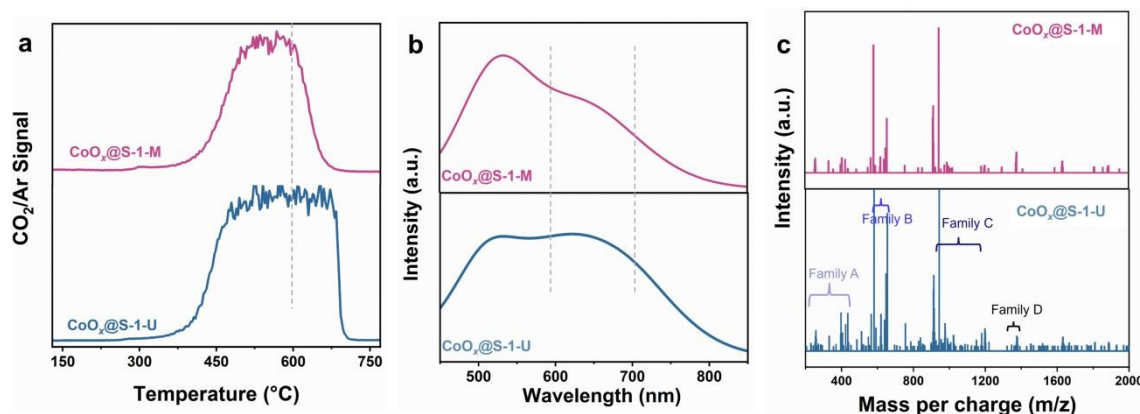 a
CO₂/Ar Signal
CoOₓ@S-1-M
CoOₓ@S-1-U
130 300 450 600 750
Temperature (°C)
b
Intensity (a.u.)
CoOₓ@S-1-M
CoOₓ@S-1-U
500 600 700 800
Wavelength (nm)
c
Intensity (a.u.)
CoOₓ@S-1-M
CoOₓ@S-1-U
Family A
Family B
Family C
Family D
400 800 1200 1600 2000
Mass per charge (m/z)